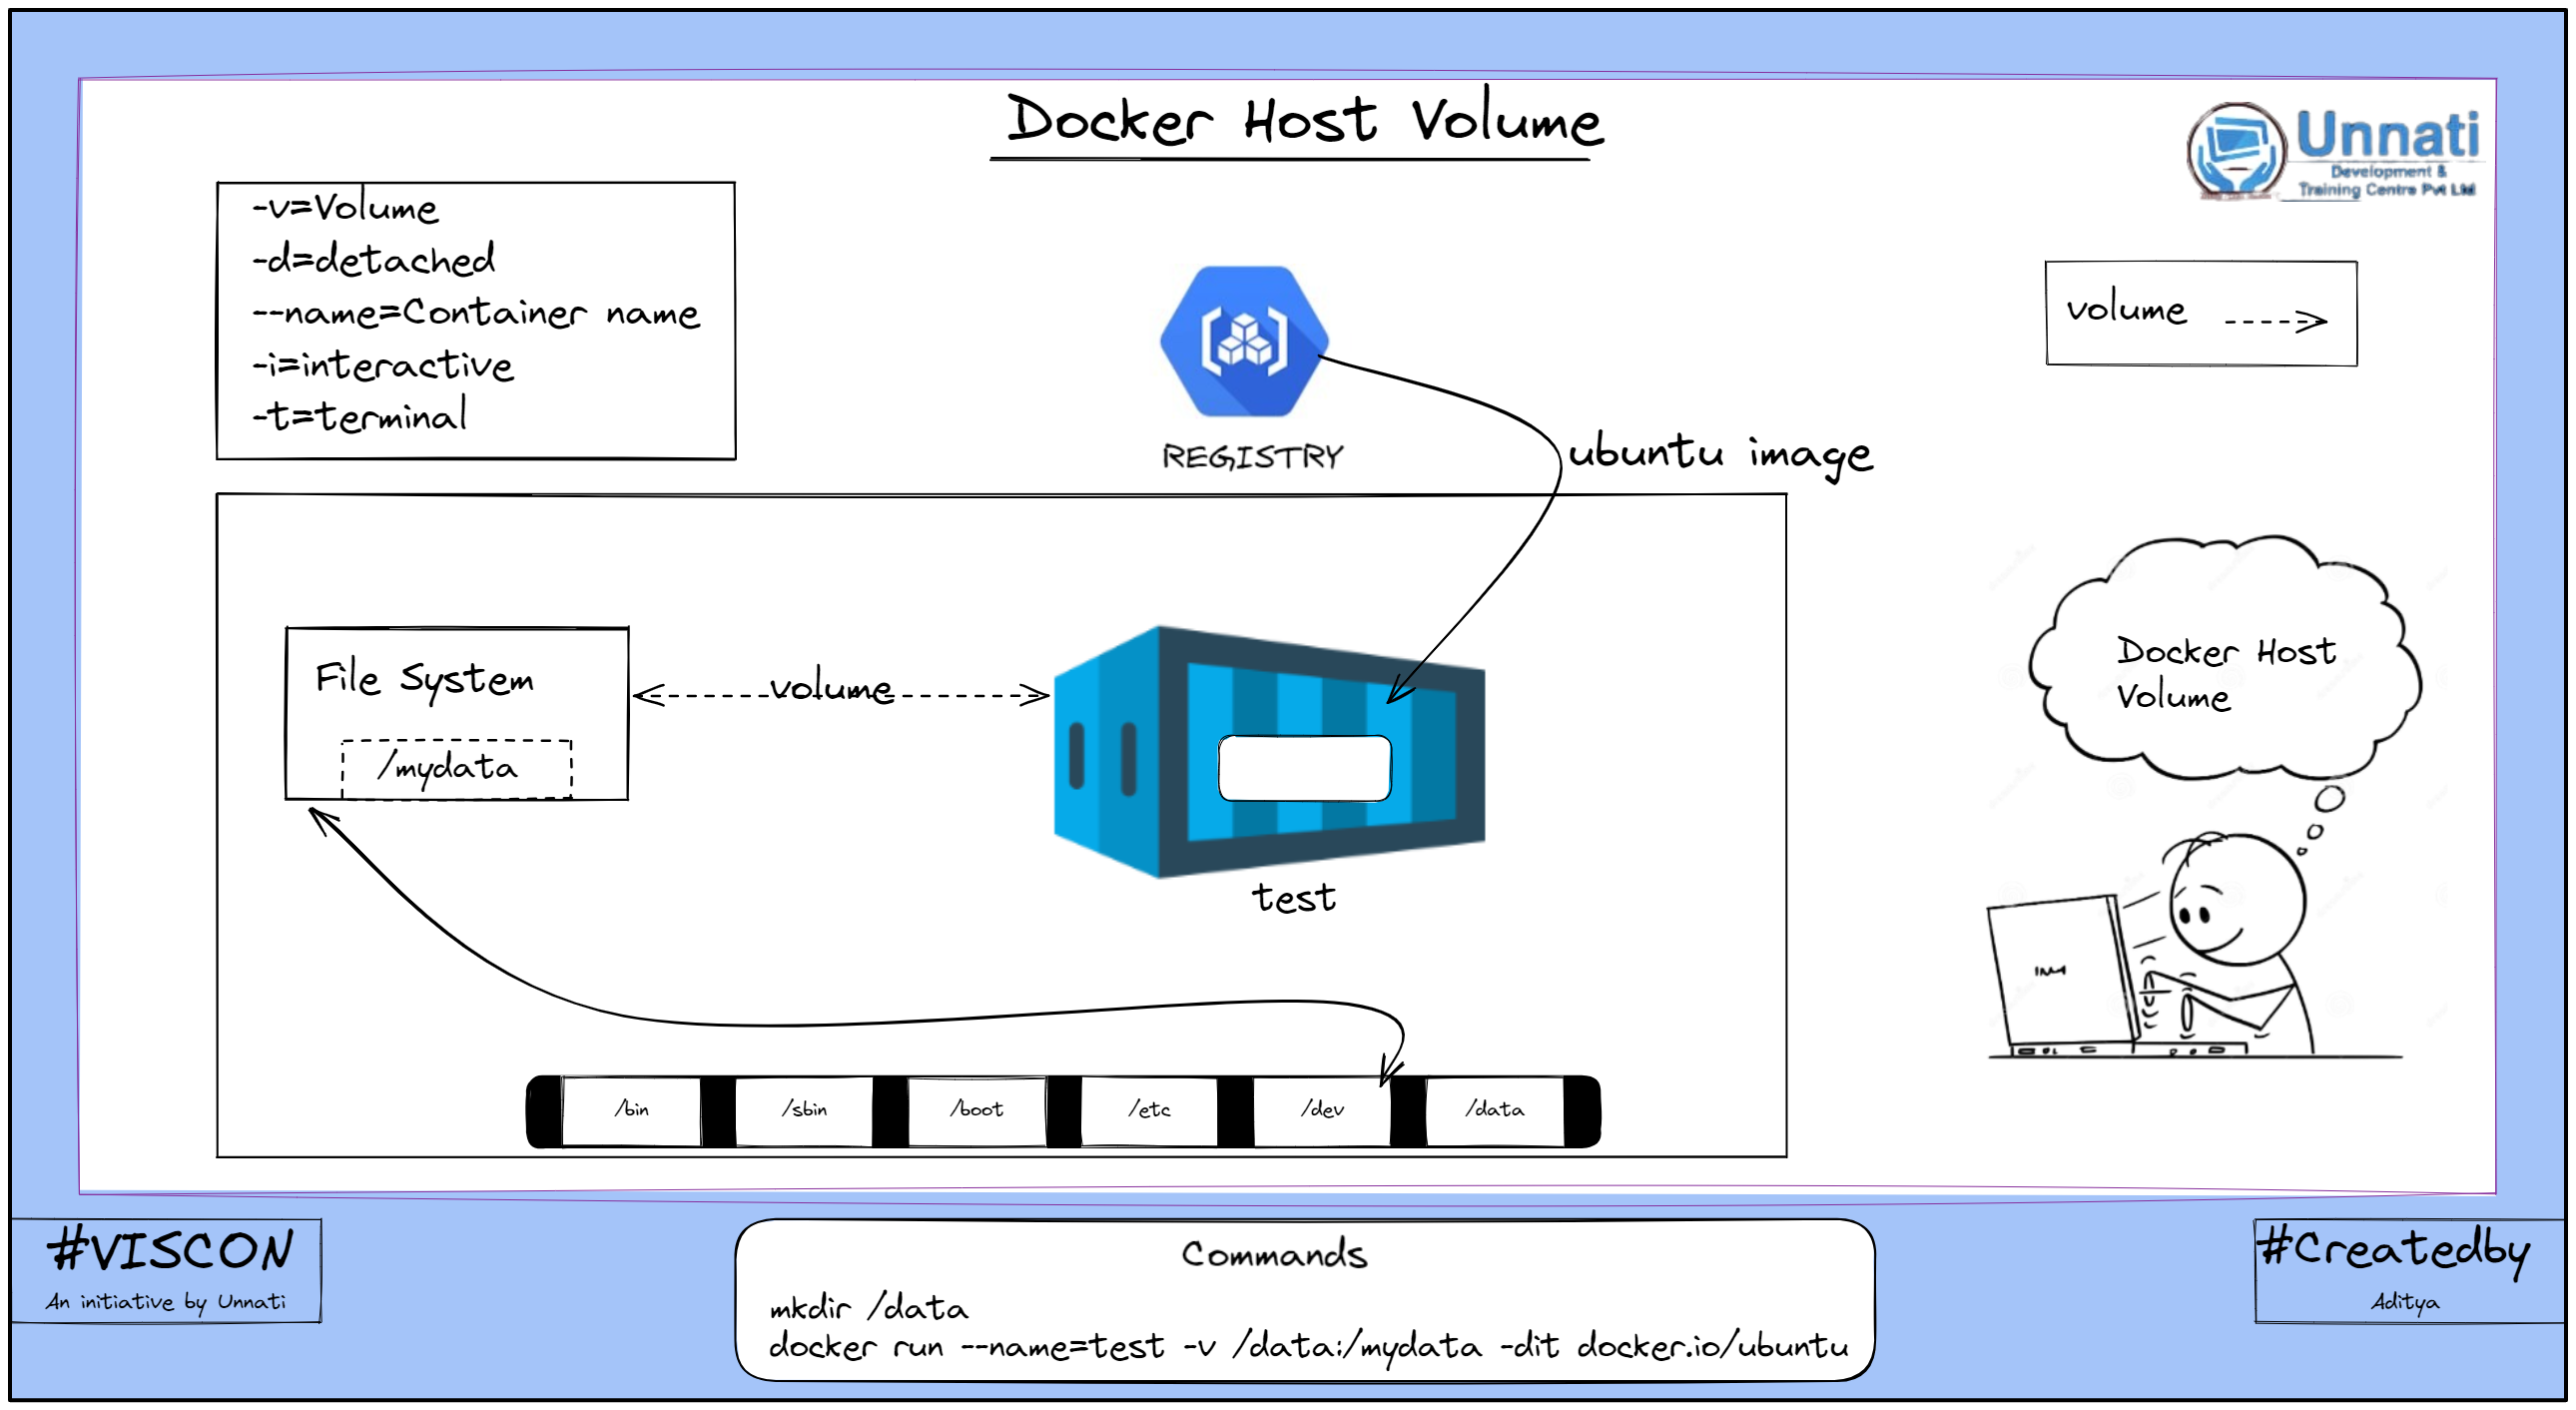 Docker Host Volume
Unnati
Development &
Training Centre Pvt Ltd
-v=Volume
-d=detached
--name=Container name
-i=interactive
-t=terminal
volume
REGISTRY
ubuntu image
File System
/mydata
volume
test
Docker Host
Volume
/bin
/sbin
/boot
/etc
/dev
/data
#VISCON
An initiative by Unnati
Commands
mkdir /data
docker run --name=test -v /data:/mydata -dit docker.io/ubuntu
#Createdby
Aditya